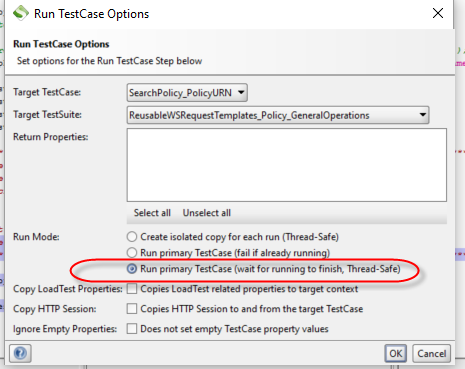 Run TestCase Options
Run TestCase Options
Set options for the Run TestCase Step below
Target TestCase: SearchPolicy_PolicyURN
Target TestSuite: ReusableWSRequestTemplates_Policy_GeneralOperations
Return Properties:
Select all Unselect all
Run Mode: Create isolated copy for each run (Thread-Safe)
Run primary TestCase (fail if already running)
Run primary TestCase (wait for running to finish, Thread-Safe)
Copy LoadTest Properties: Copies LoadTest related properties to target context
Copy HTTP Session: Copies HTTP Session to and from the target TestCase
Ignore Empty Properties: Does not set empty TestCase property values
? OK Cancel